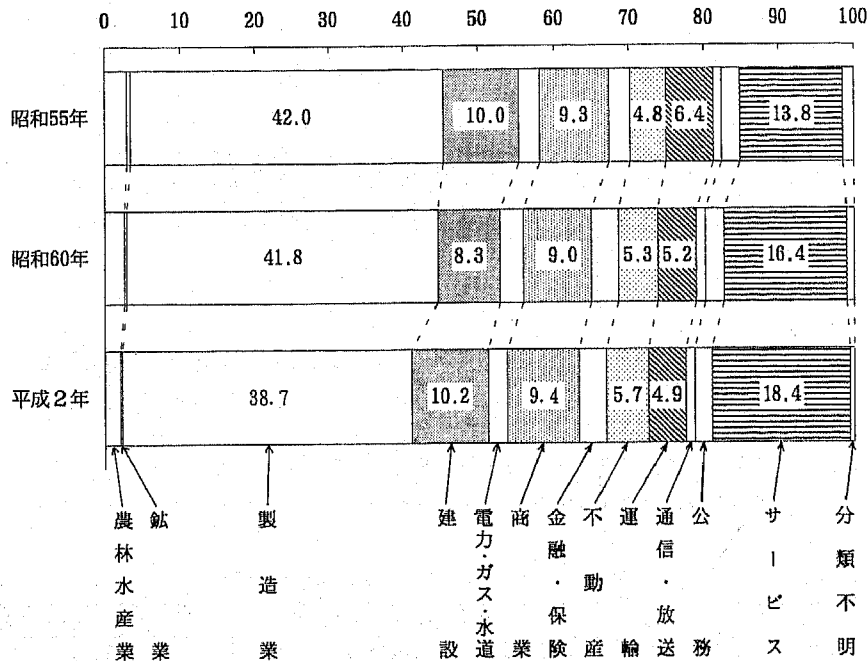 0 10 20 30 40 50 60 70 80 90 100
昭和55年 42.0 10.0 9.3 4.8 6.4 13.8
昭和60年 41.8 8.3 9.0 5.3 5.2 16.4
平成2年 38.7 10.2 9.4 5.7 4.9 18.4
農林水産業
鉱業
製造業
建設
電力・ガス・水道
商業
金融・保険
不動産
運輸
通信・放送
公務
サービス
分類不明